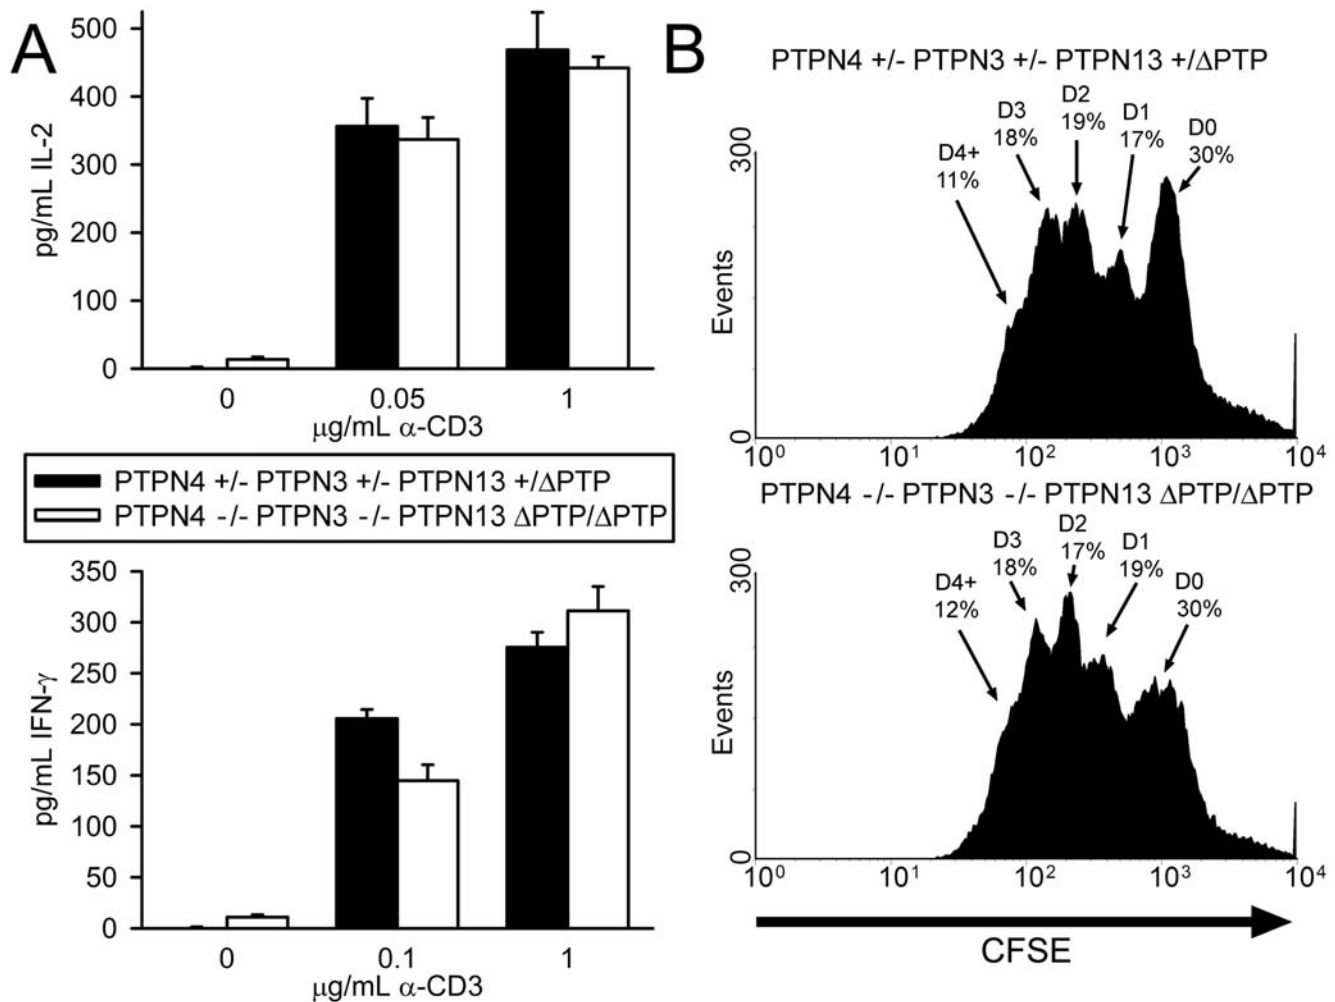 A
500
400
300
200
100
0
pg/mL IL-2
0 0.05 1
μg/mL α-CD3
PTPN4 +/- PTPN3 +/- PTPN13 +/ΔPTP
PTPN4 -/- PTPN3 -/- PTPN13 ΔPTP/ΔPTP
350
300
250
200
150
100
50
0
pg/mL IFN-γ
0 0.1 1
μg/mL α-CD3
B
PTPN4 +/- PTPN3 +/- PTPN13 +/ΔPTP
D4+
11%
D3
18%
D2
19%
D1
17%
D0
30%
300
0
Events
10⁰ 10¹ 10² 10³ 10⁴
PTPN4 -/- PTPN3 -/- PTPN13 ΔPTP/ΔPTP
D4+
12%
D3
18%
D2
17%
D1
19%
D0
30%
300
0
Events
10⁰ 10¹ 10² 10³ 10⁴
CFSE